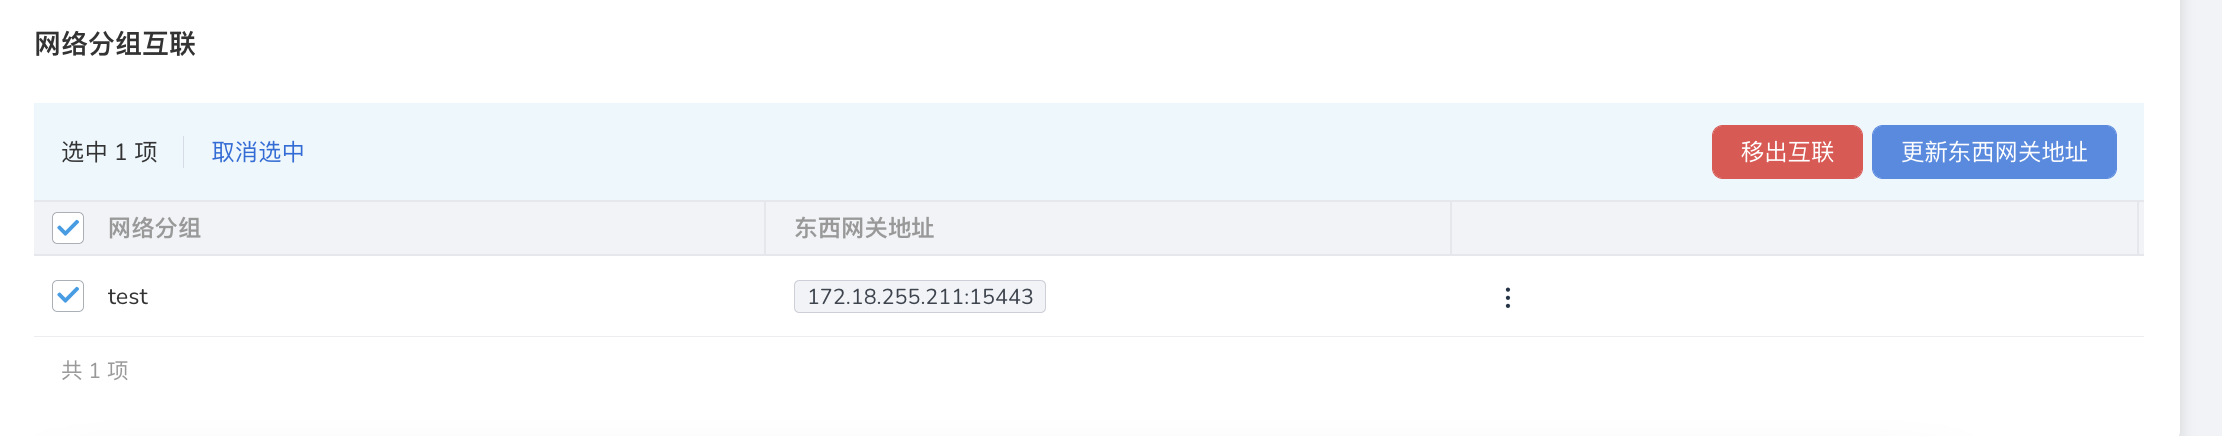 网络分组互联
选中 1 项 取消选中 移出互联 更新东西网关地址
网络分组 东西网关地址
test 172.18.255.211:15443
共 1 项